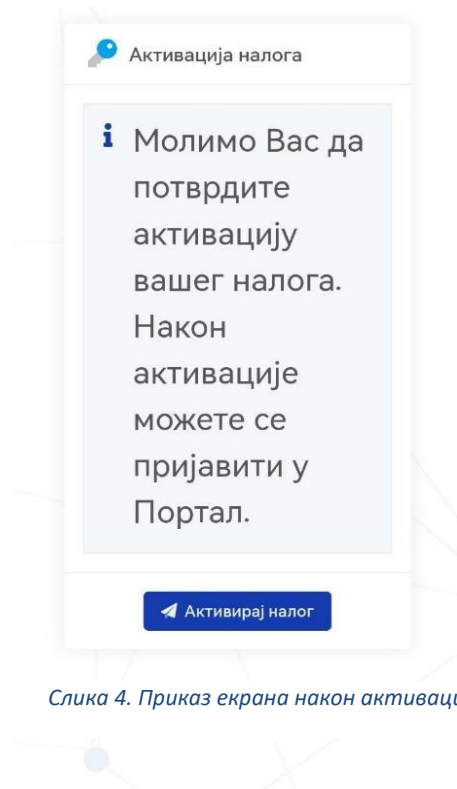 Активација налога
Молимо Вас да
потврдите
активацију
вашег налога.
Након
активације
можете се
пријавити у
Портал.
Активирај налог
Слика 4. Приказ екрана након